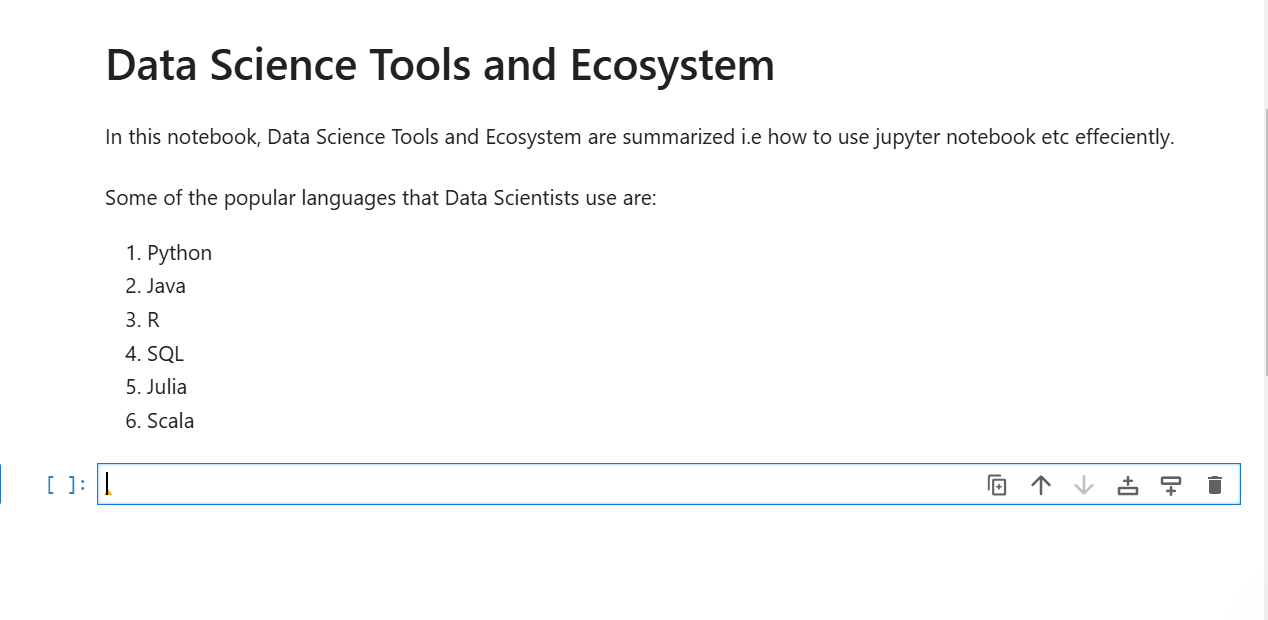 Data Science Tools and Ecosystem
In this notebook, Data Science Tools and Ecosystem are summarized i.e how to use jupyter notebook etc effeciently.
Some of the popular languages that Data Scientists use are:
1. Python
2. Java
3. R
4. SQL
5. Julia
6. Scala
[ ]: